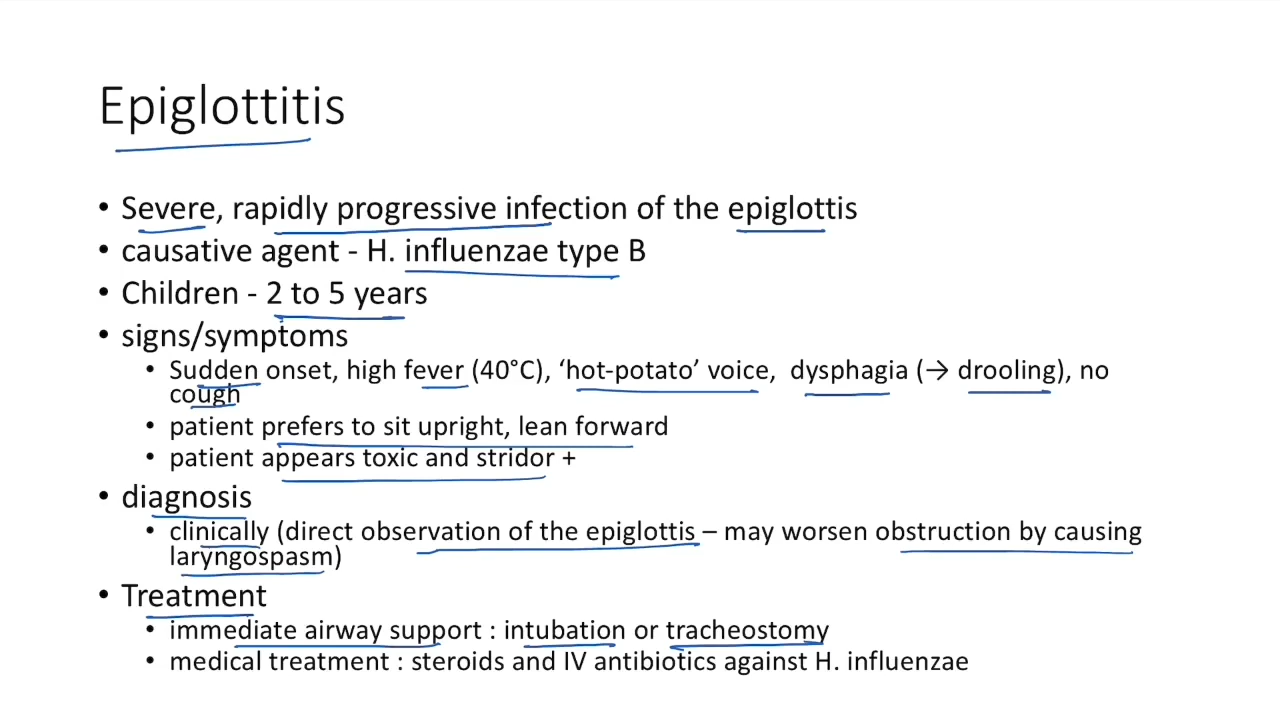 Epiglottitis
• Severe, rapidly progressive infection of the epiglottis
• causative agent - H. influenzae type B
• Children - 2 to 5 years
• signs/symptoms
• Sudden onset, high fever (40°C), ‘hot-potato’ voice, dysphagia (→ drooling), no
cough
• patient prefers to sit upright, lean forward
• patient appears toxic and stridor +
• diagnosis
• clinically (direct observation of the epiglottis – may worsen obstruction by causing
laryngospasm)
• Treatment
• immediate airway support : intubation or tracheostomy
• medical treatment : steroids and IV antibiotics against H. influenzae